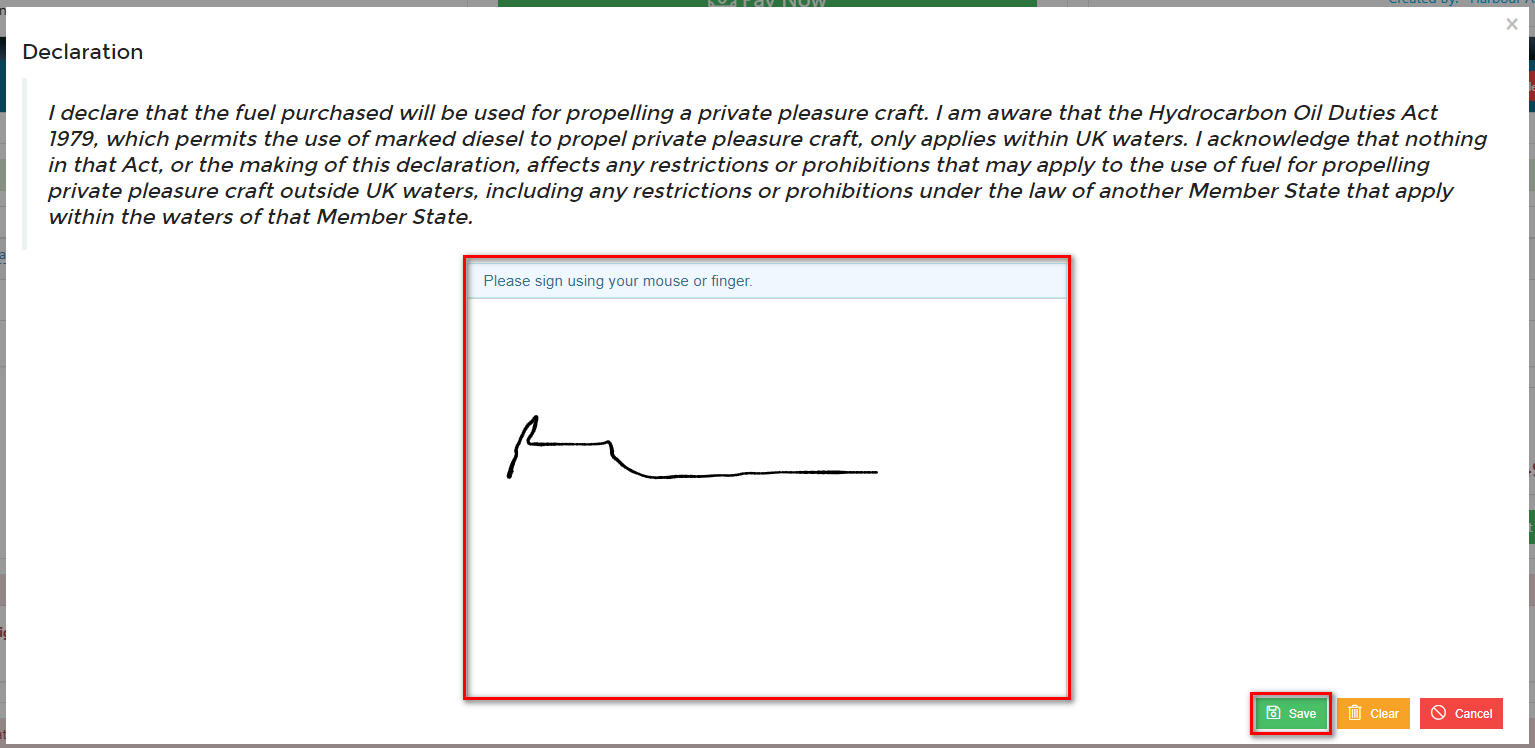 Pay Now
Created By:
Declaration
I declare that the fuel purchased will be used for propelling a private pleasure craft. I am aware that the Hydrocarbon Oil Duties Act
1979, which permits the use of marked diesel to propel private pleasure craft, only applies within UK waters. I acknowledge that nothing
in that Act, or the making of this declaration, affects any restrictions or prohibitions that may apply to the use of fuel for propelling
private pleasure craft outside UK waters, including any restrictions or prohibitions under the law of another Member State that apply
within the waters of that Member State.
Please sign using your mouse or finger.
Save Clear Cancel